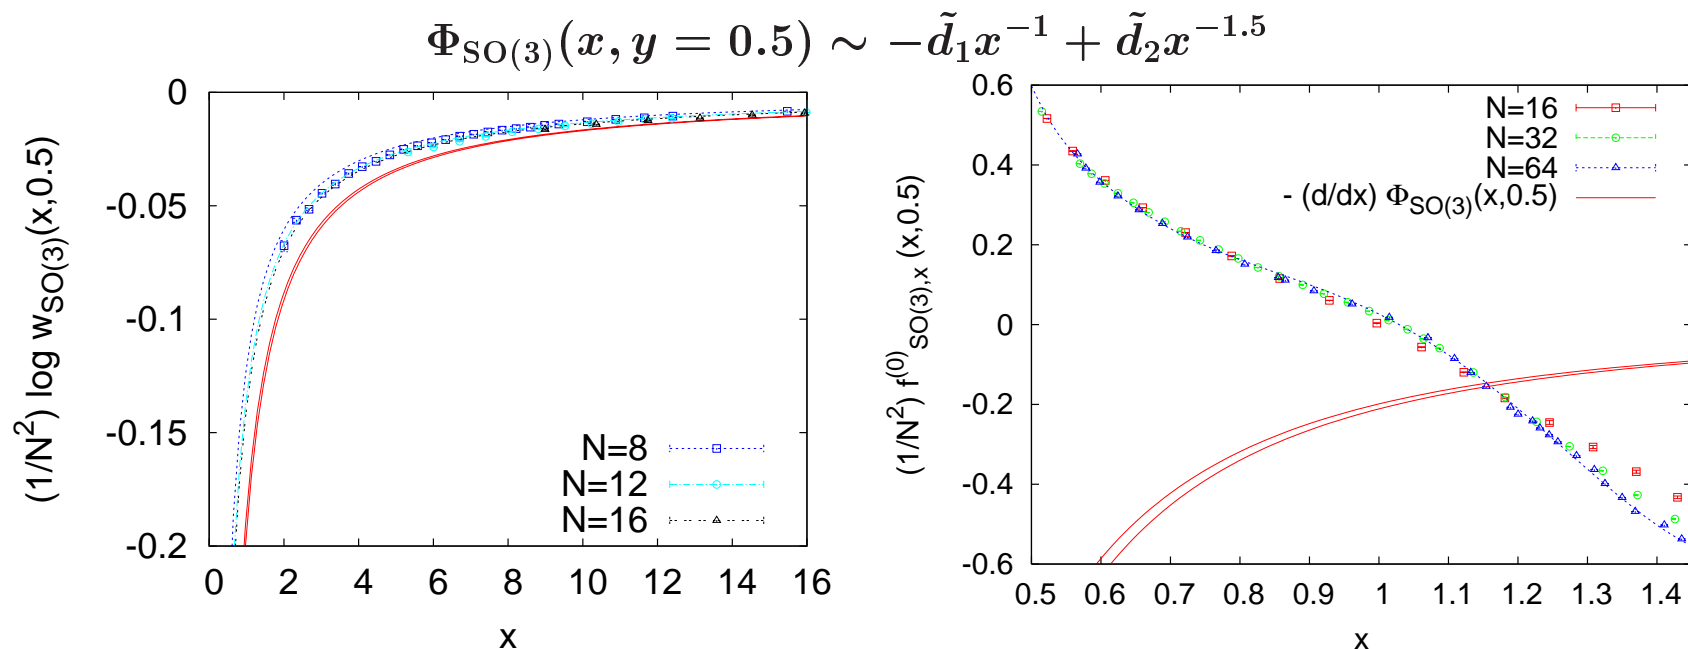 Φ_SO(3)(x, y = 0.5) ∼ −d̃₁x⁻¹ + d̃₂x⁻¹·⁵
(1/N²) log w_SO(3)(x,0.5)
0
-0.05
-0.1
-0.15
-0.2
N=8
N=12
N=16
0 2 4 6 8 10 12 14 16
x
(1/N²) f⁽⁰⁾_SO(3),x (x,0.5)
0.6
0.4
0.2
0
-0.2
-0.4
-0.6
N=16
N=32
N=64
- (d/dx) Φ_SO(3)(x,0.5)
0.5 0.6 0.7 0.8 0.9 1 1.1 1.2 1.3 1.4
x